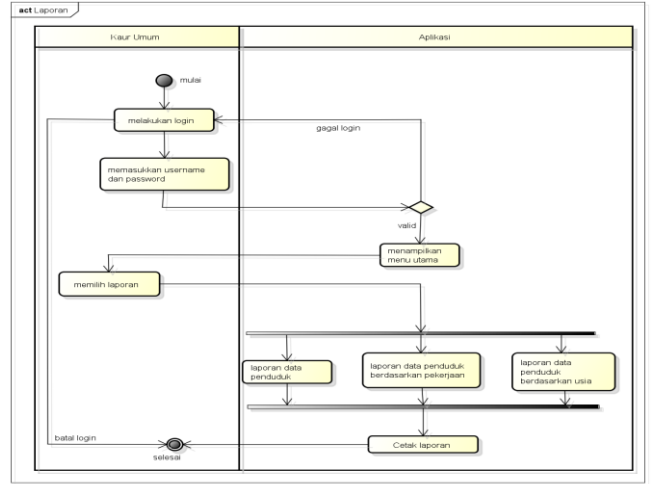 act Laporan
Kaur Umum
Aplikasi
mulai
melakukan login
gagal login
memasukkan username
dan password
valid
menampilkan
menu utama
memilih laporan
laporan data
penduduk
laporan data penduduk
berdasarkan pekerjaan
laporan data
penduduk
berdasarkan usia
batal login
Cetak laporan
selesai